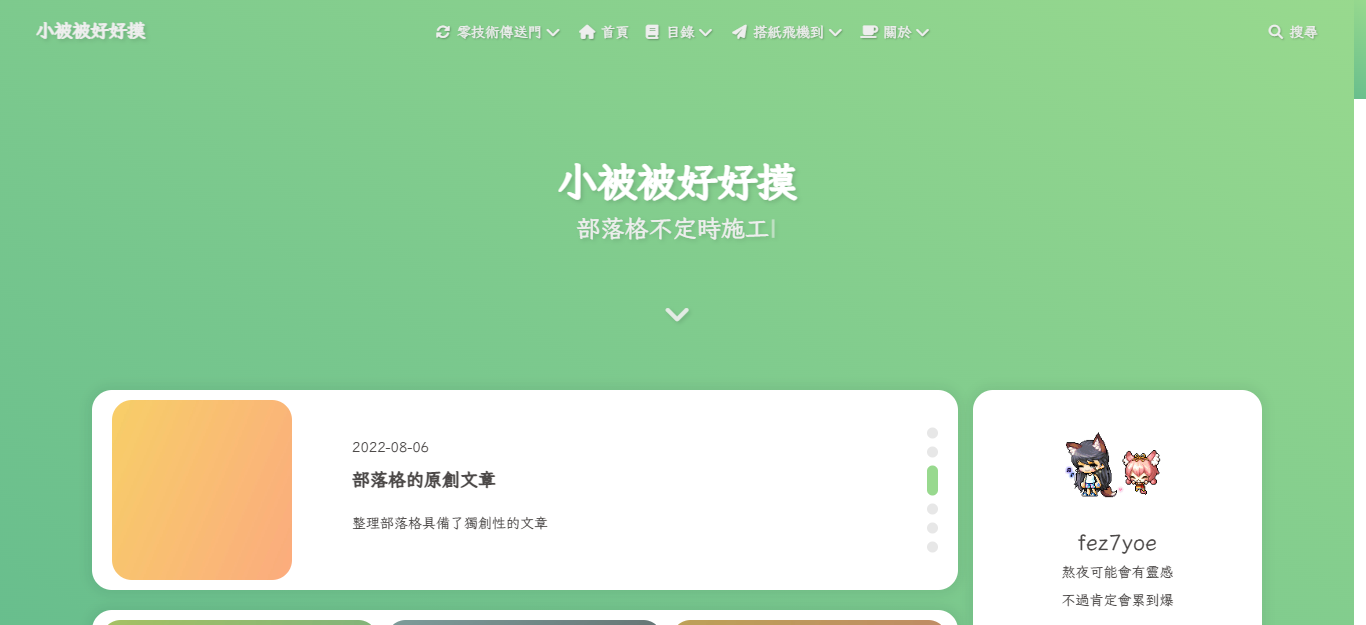 小被被好好摸
零技術傳送門
首頁
目錄
搭紙飛機到
關於
搜尋
小被被好好摸
部落格不定時施工|
2022-08-06
部落格的原創文章
整理部落格具備了獨創性的文章
fez7yoe
熬夜可能會有靈感
不過肯定會累到爆